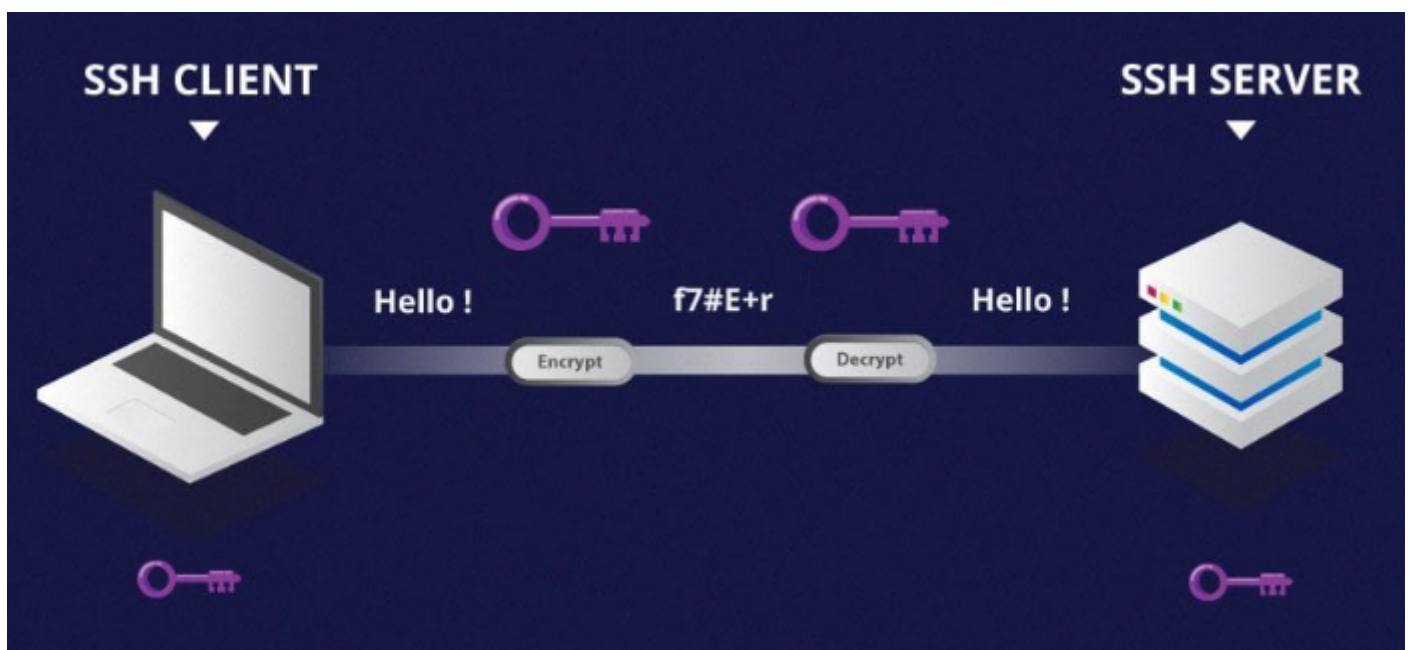 SSH CLIENT
SSH SERVER
Hello !
f7#E+r
Hello !
Encrypt
Decrypt